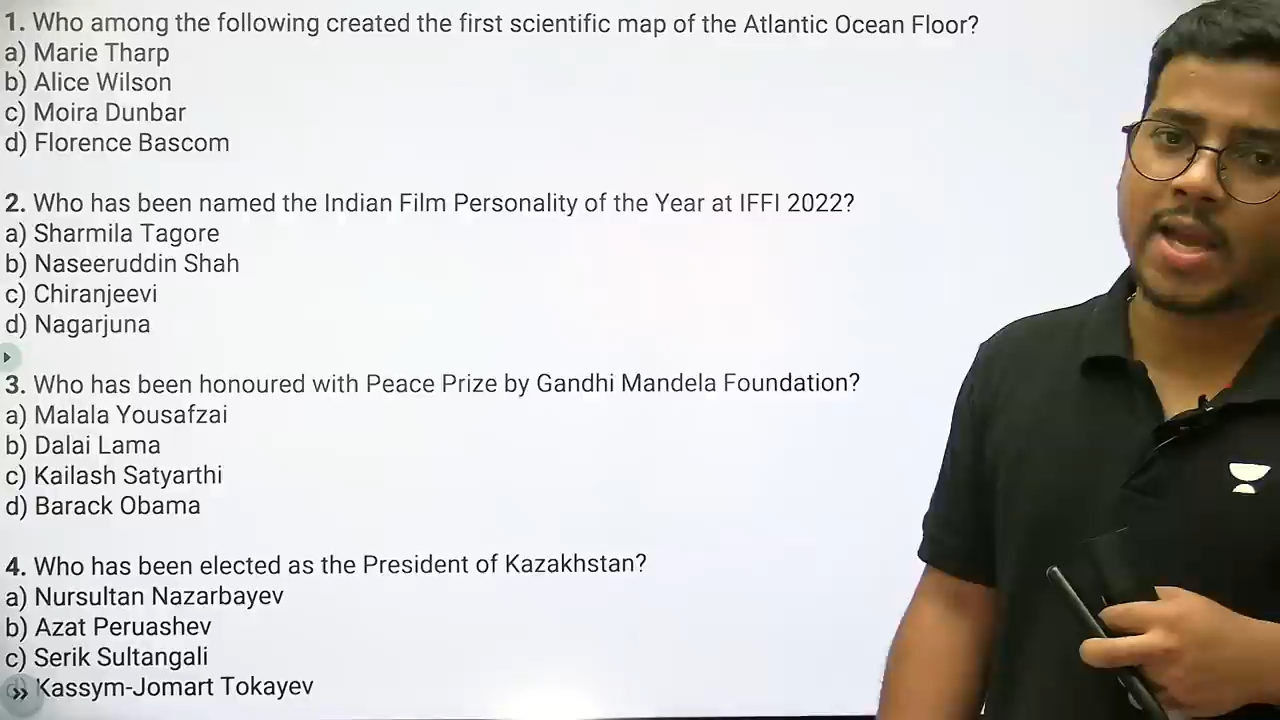 1. Who among the following created the first scientific map of the Atlantic Ocean Floor?
a) Marie Tharp
b) Alice Wilson
c) Moira Dunbar
d) Florence Bascom
2. Who has been named the Indian Film Personality of the Year at IFFI 2022?
a) Sharmila Tagore
b) Naseeruddin Shah
c) Chiranjeevi
d) Nagarjuna
3. Who has been honoured with Peace Prize by Gandhi Mandela Foundation?
a) Malala Yousafzai
b) Dalai Lama
c) Kailash Satyarthi
d) Barack Obama
4. Who has been elected as the President of Kazakhstan?
a) Nursultan Nazarbayev
b) Azat Peruashev
c) Serik Sultangali
d) Kassym-Jomart Tokayev